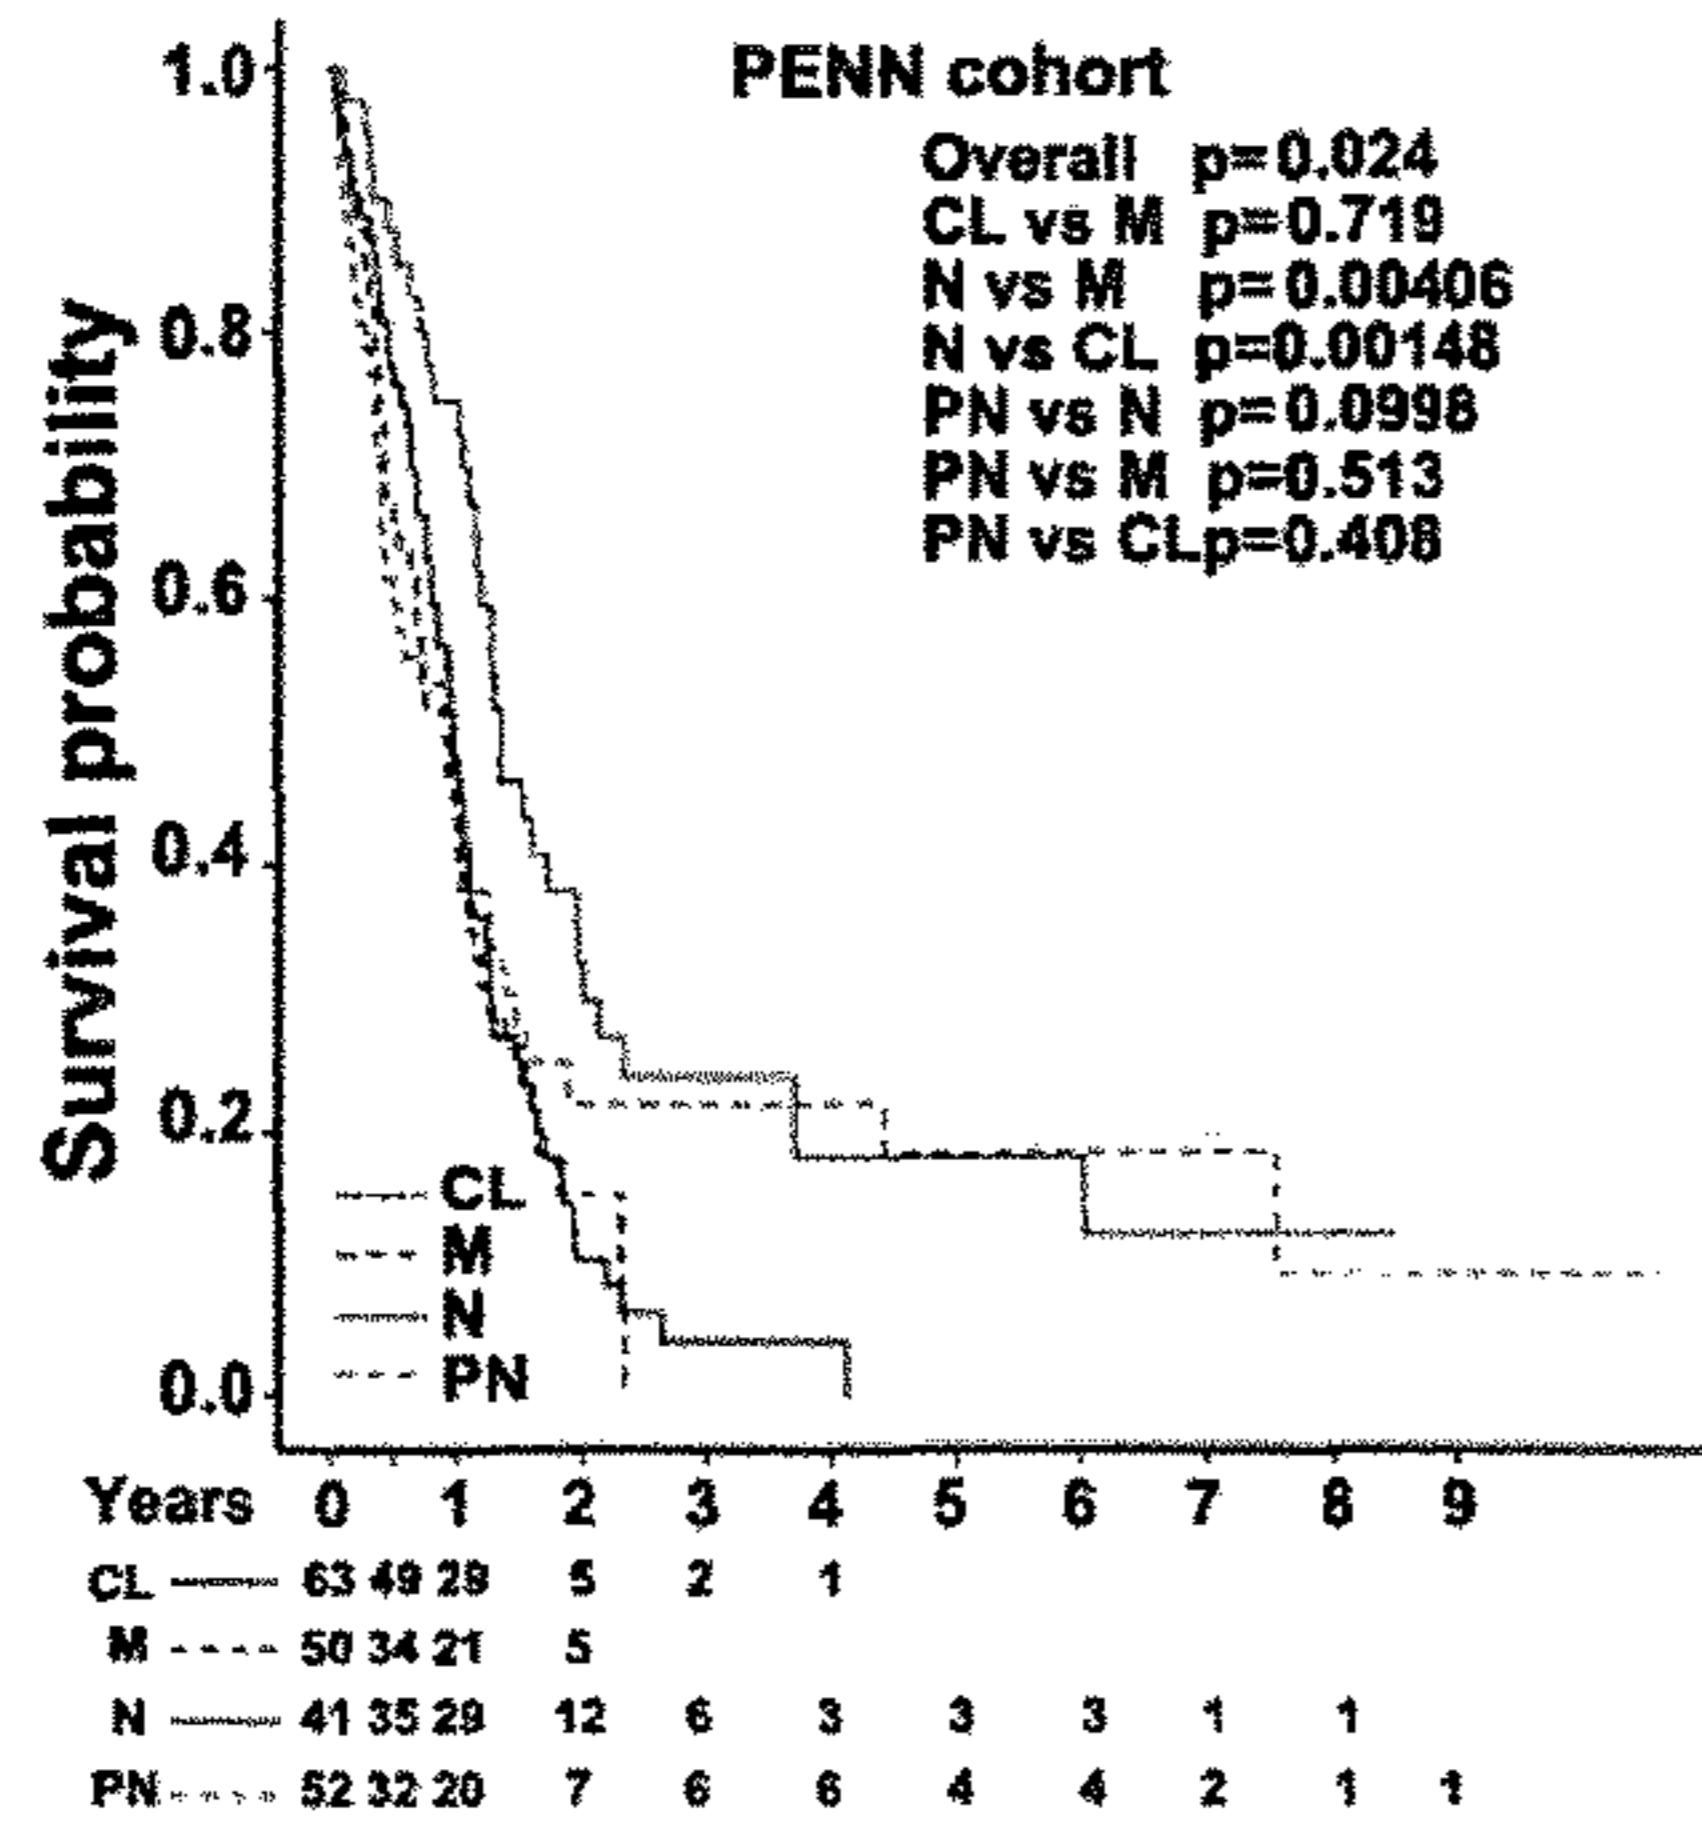 PENN cohort
Overall p=0.024
CL vs M p=0.719
N vs M p=0.00406
N vs CL p=0.00148
PN vs N p=0.0998
PN vs M p=0.513
PN vs CLp=0.408
Survival probability
1.0
0.8
0.6
0.4
0.2
0.0
CL
M
N
PN
Years 0 1 2 3 4 5 6 7 8 9
CL 63 49 29 5 2 1
M 50 34 21 5
N 41 35 29 12 6 3 3 3 1 1
PN 52 32 20 7 6 6 4 4 2 1 1